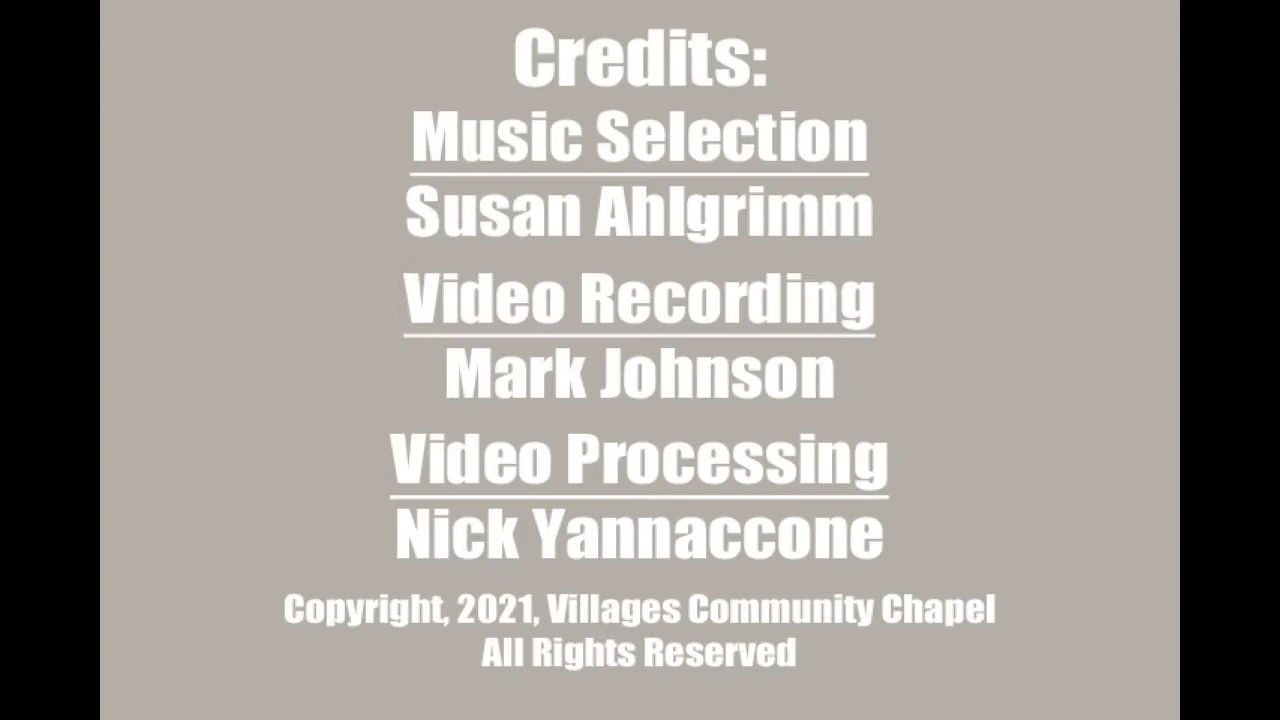 Credits:
Music Selection
Susan Ahlgrimm
Video Recording
Mark Johnson
Video Processing
Nick Yannaccone
Copyright, 2021, Villages Community Chapel
All Rights Reserved